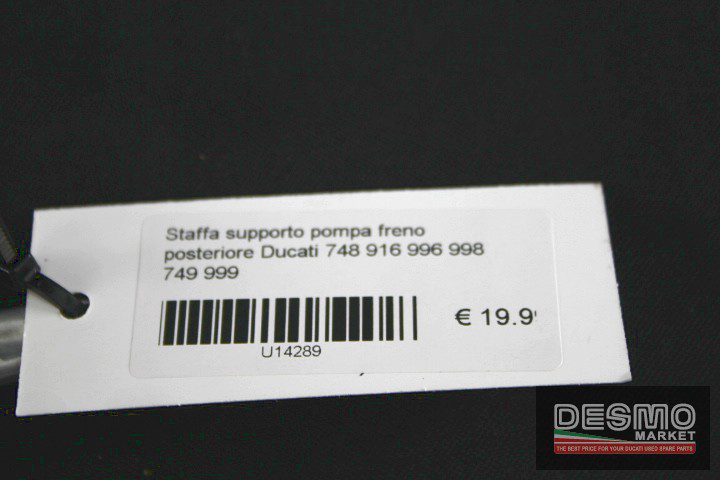 Staffa supporto pompa freno
posteriore Ducati 748 916 996 998
749 999
€ 19.9
U14289
DESMO
MARKET
THE BEST PRICE FOR YOUR DUCATI USED SPARE PARTS